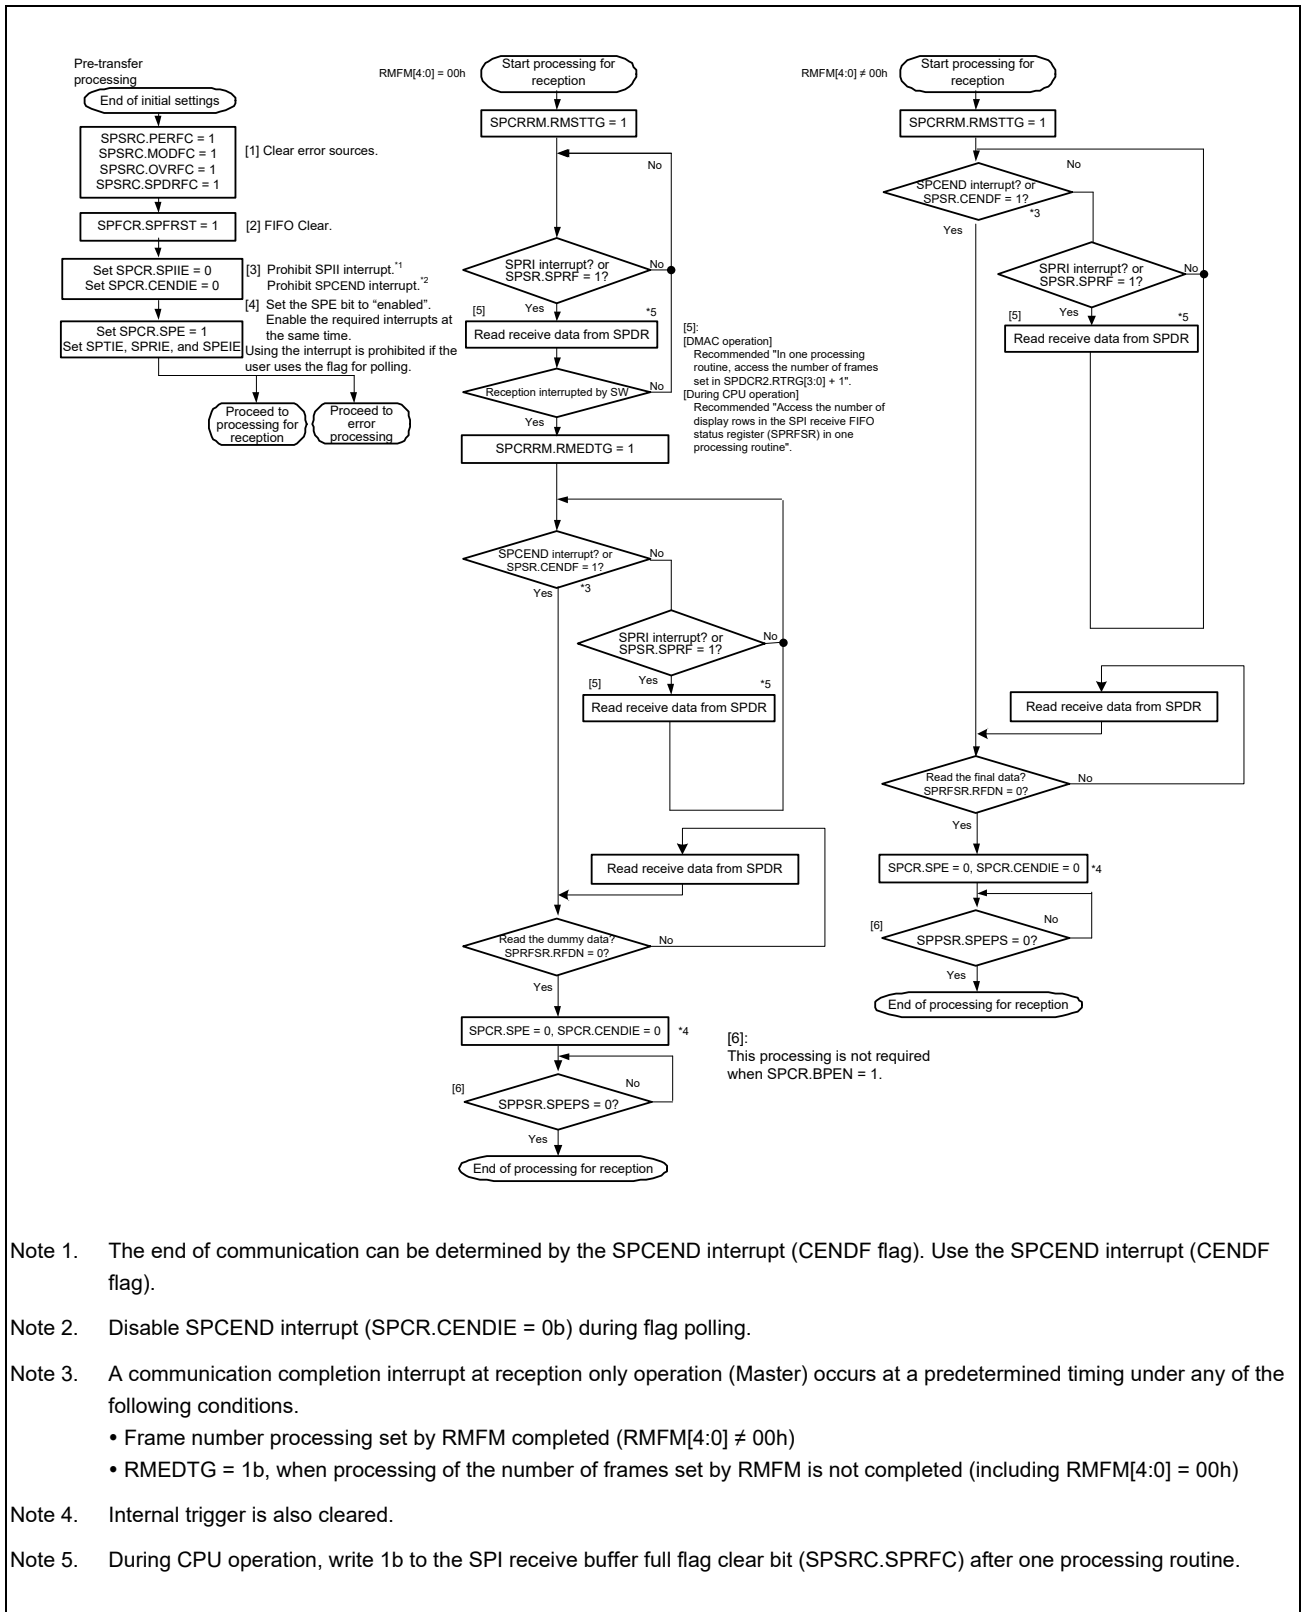 Pre-transfer
processing
End of initial settings
SPSRC.PERFC = 1
SPSRC.MODFC = 1
SPSRC.OVRFC = 1
SPSRC.SPDRFC = 1
[1] Clear error sources.
SPFCR.SPFRST = 1
[2] FIFO Clear.
Set SPCR.SPIIE = 0
Set SPCR.CENDIE = 0
[3] Prohibit SPII interrupt.*1
Prohibit SPCEND interrupt.*2
[4] Set the SPE bit to “enabled”.
Enable the required interrupts at
the same time.
Using the interrupt is prohibited if the
user uses the flag for polling.
Set SPCR.SPE = 1
Set SPTIE, SPRIE, and SPEIE
Proceed to
processing for
reception
Proceed to
error
processing
RMFM[4:0] = 00h
Start processing for
reception
SPCRRM.RMSTTG = 1
No
SPRI interrupt? or
SPSR.SPRF = 1?
No
[5]
Yes
*5
Read receive data from SPDR
Reception interrupted by SW
No
Yes
SPCRRM.RMEDTG = 1
[5]:
[DMAC operation]
Recommended "In one processing
routine, access the number of frames
set in SPDCR2.RTRG[3:0] + 1".
[During CPU operation]
Recommended "Access the number of
display rows in the SPI receive FIFO
status register (SPRFSR) in one
processing routine".
SPCEND interrupt? or
SPSR.CENDF = 1?
No
Yes
*3
SPRI interrupt? or
SPSR.SPRF = 1?
No
[5]
Yes
*5
Read receive data from SPDR
Read receive data from SPDR
Read the dummy data?
SPRFSR.RFDN = 0?
No
Yes
SPCR.SPE = 0, SPCR.CENDIE = 0
*4
[6]
SPPSR.SPEPS = 0?
No
Yes
End of processing for reception
[6]:
This processing is not required
when SPCR.BPEN = 1.
RMFM[4:0] ≠ 00h
Start processing for
reception
SPCRRM.RMSTTG = 1
No
SPCEND interrupt? or
SPSR.CENDF = 1?
*3
Yes
SPRI interrupt? or
SPSR.SPRF = 1?
No
[5]
Yes
*5
Read receive data from SPDR
Read receive data from SPDR
Read the final data?
SPRFSR.RFDN = 0?
No
Yes
SPCR.SPE = 0, SPCR.CENDIE = 0
*4
[6]
SPPSR.SPEPS = 0?
No
Yes
End of processing for reception
Note 1. The end of communication can be determined by the SPCEND interrupt (CENDF flag). Use the SPCEND interrupt (CENDF
flag).
Note 2. Disable SPCEND interrupt (SPCR.CENDIE = 0b) during flag polling.
Note 3. A communication completion interrupt at reception only operation (Master) occurs at a predetermined timing under any of the
following conditions.
• Frame number processing set by RMFM completed (RMFM[4:0] ≠ 00h)
• RMEDTG = 1b, when processing of the number of frames set by RMFM is not completed (including RMFM[4:0] = 00h)
Note 4. Internal trigger is also cleared.
Note 5. During CPU operation, write 1b to the SPI receive buffer full flag clear bit (SPSRC.SPRFC) after one processing routine.